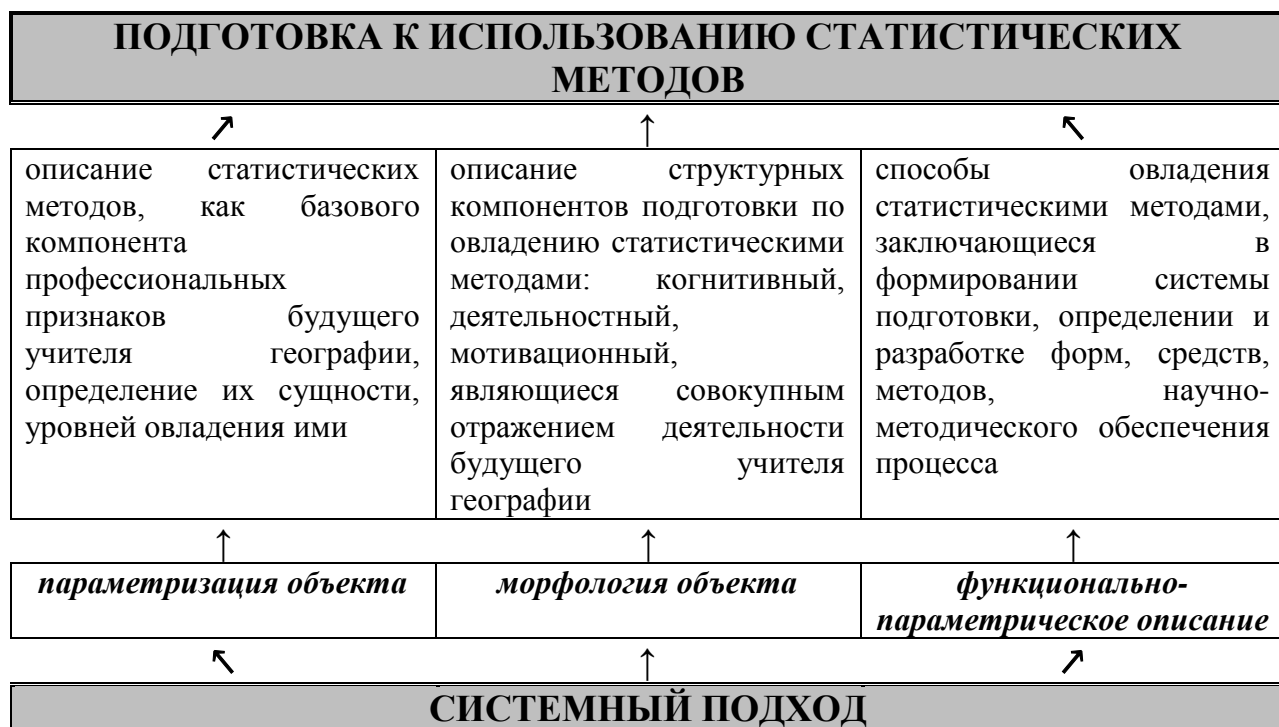 ПОДГОТОВКА К ИСПОЛЬЗОВАНИЮ СТАТИСТИЧЕСКИХ
МЕТОДОВ
↗ ↑ ↖
описание статистических
методов, как базового
компонента
профессиональных
признаков будущего
учителя географии,
определение их сущности,
уровней овладения ими
описание структурных
компонентов подготовки по
овладению статистическими
методами: когнитивный,
деятельностный,
мотивационный,
являющиеся совокупным
отражением деятельности
будущего учителя
географии
способы овладения
статистическими методами,
заключающиеся в
формировании системы
подготовки, определении и
разработке форм, средств,
методов, научно-
методического обеспечения
процесса
↑ ↑ ↑
параметризация объекта
морфология объекта
функционально-
параметрическое описание
↖ ↑ ↗
СИСТЕМНЫЙ ПОДХОД